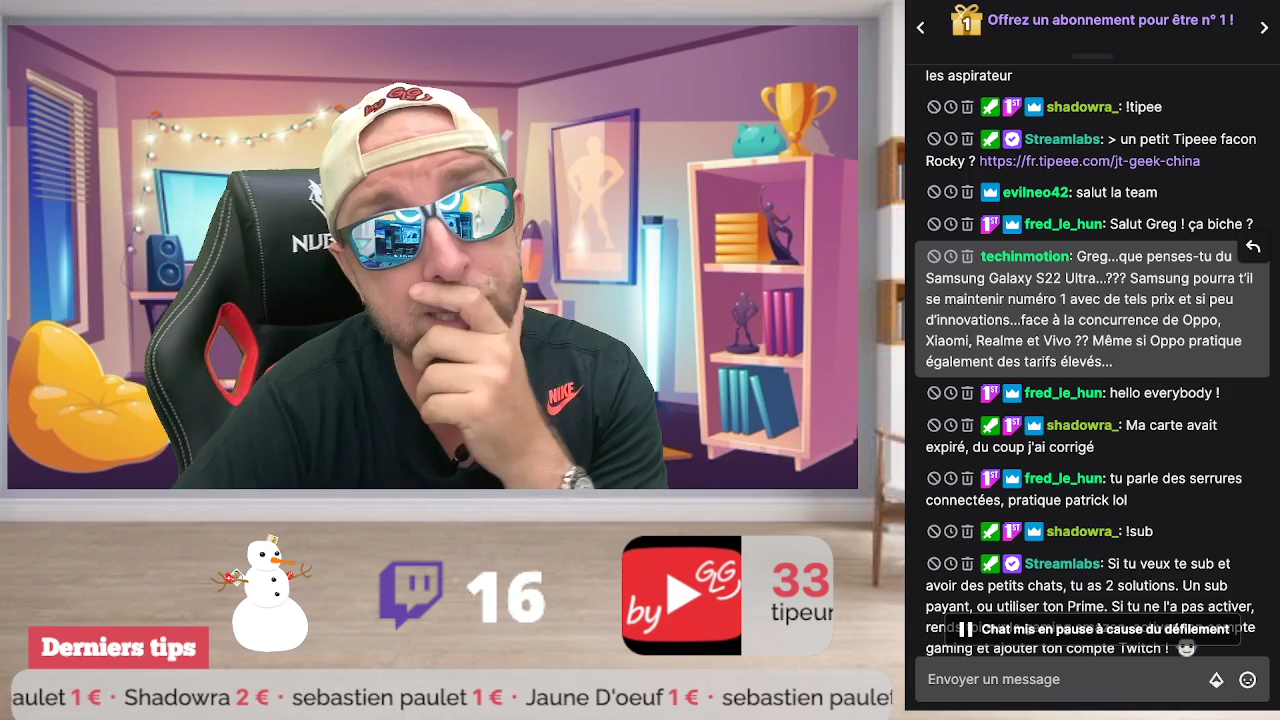 Offrez un abonnement pour être n° 1 !
1
les aspirateur
shadowra_: !tipee
Streamlabs: > un petit Tipeee facon
Rocky ? https://fr.tipeee.com/jt-geek-china
evilneo42: salut la team
fred_le_hun: Salut Greg ! ça biche ?
techinmotion: Greg...que penses-tu du
Samsung Galaxy S22 Ultra...??? Samsung pourra t'il
se maintenir numéro 1 avec de tels prix et si peu
d'innovations...face à la concurrence de Oppo,
Xiaomi, Realme et Vivo ?? Même si Oppo pratique
également des tarifs élevés...
fred_le_hun: hello everybody !
shadowra_: Ma carte avait
expiré, du coup j'ai corrigé
fred_le_hun: tu parle des serrures
connectées, pratique patrick lol
shadowra_: !sub
Streamlabs: Si tu veux te sub et
avoir des petits chats, tu as 2 solutions. Un sub
payant, ou utiliser ton Prime. Si tu ne l'a pas activer,
Chat mis en pause à cause du défilement
gaming et ajouter ton compte Twitch !
Envoyer un message
NIKE
16
by GG
33
tipeur
Derniers tips
aulet 1 € · Shadowra 2 € · sebastien paulet 1 € · Jaune D'oeuf 1 € · sebastien paulet